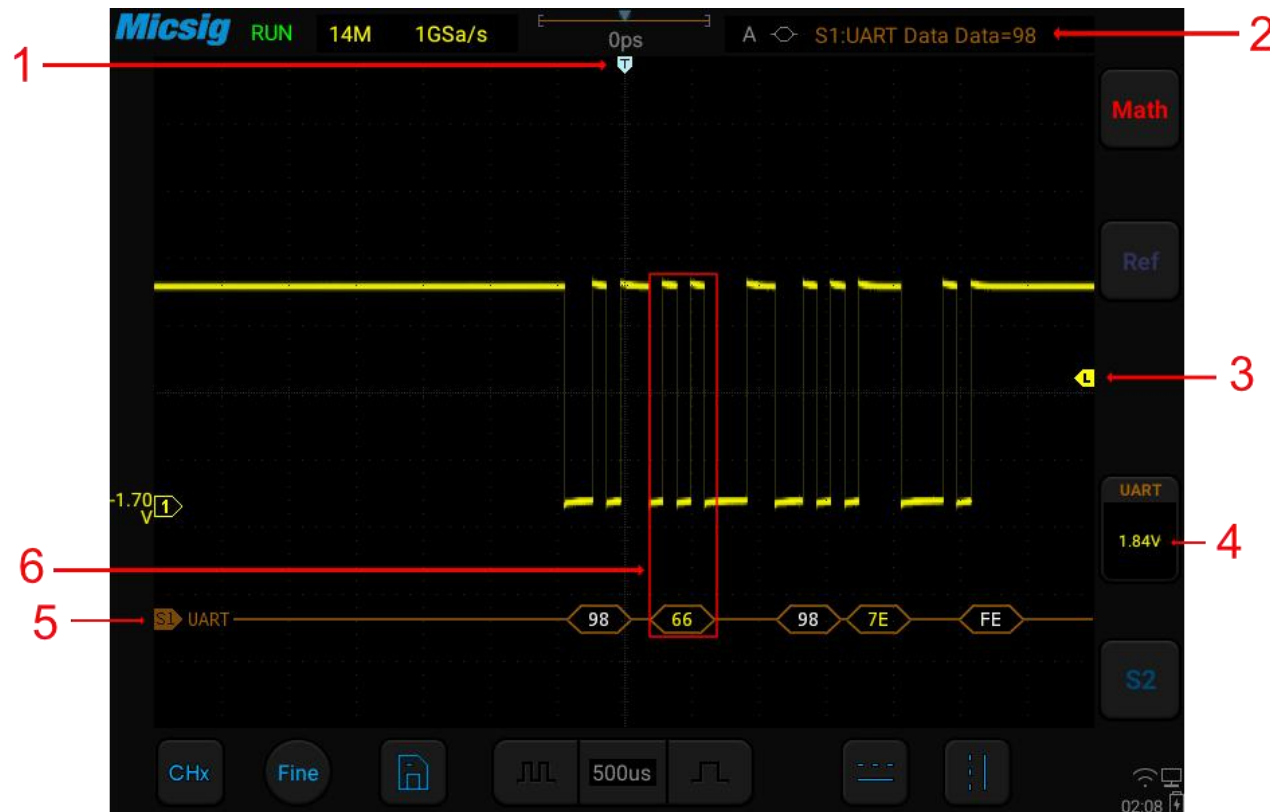 Micsig RUN 14M 1GSa/s 0ps A S1:UART Data Data=98 2
1 T
Math
Ref
L 3
-1.70 V 1
UART
1.84V 4
6
5 S1 UART 98 66 98 7E FE
S2
CHx Fine 500us
02:08